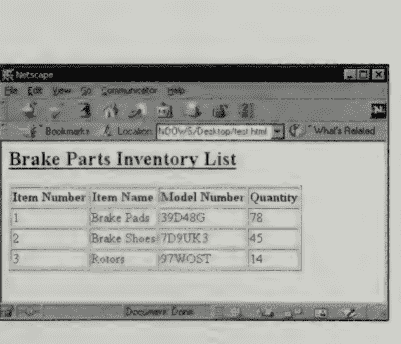 Netscape
File Edit View Go Communicator Help
Bookmarks Location NDOWS/Desktop/test.html What's Related
Brake Parts Inventory List
Item Number Item Name Model Number Quantity
1 Brake Pads 39D48G 78
2 Brake Shoes 7D9UK3 45
3 Rotors 97WOST 14
Document: Done